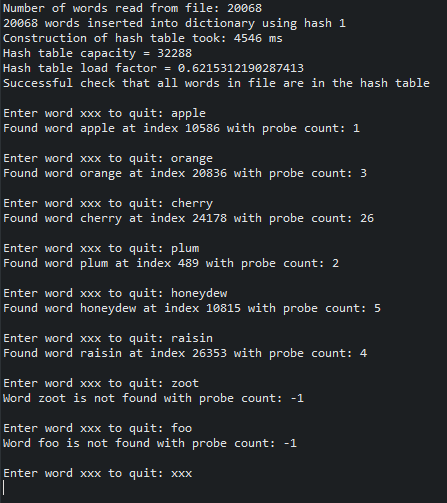 Number of words read from file: 20068
20068 words inserted into dictionary using hash 1
Construction of hash table took: 4546 ms
Hash table capacity = 32288
Hash table load factor = 0.6215312190287413
Successful check that all words in file are in the hash table
Enter word xxx to quit: apple
Found word apple at index 10586 with probe count: 1
Enter word xxx to quit: orange
Found word orange at index 20836 with probe count: 3
Enter word xxx to quit: cherry
Found word cherry at index 24178 with probe count: 26
Enter word xxx to quit: plum
Found word plum at index 489 with probe count: 2
Enter word xxx to quit: honeydew
Found word honeydew at index 10815 with probe count: 5
Enter word xxx to quit: raisin
Found word raisin at index 26353 with probe count: 4
Enter word xxx to quit: zoot
Word zoot is not found with probe count: -1
Enter word xxx to quit: foo
Word foo is not found with probe count: -1
Enter word xxx to quit: xxx